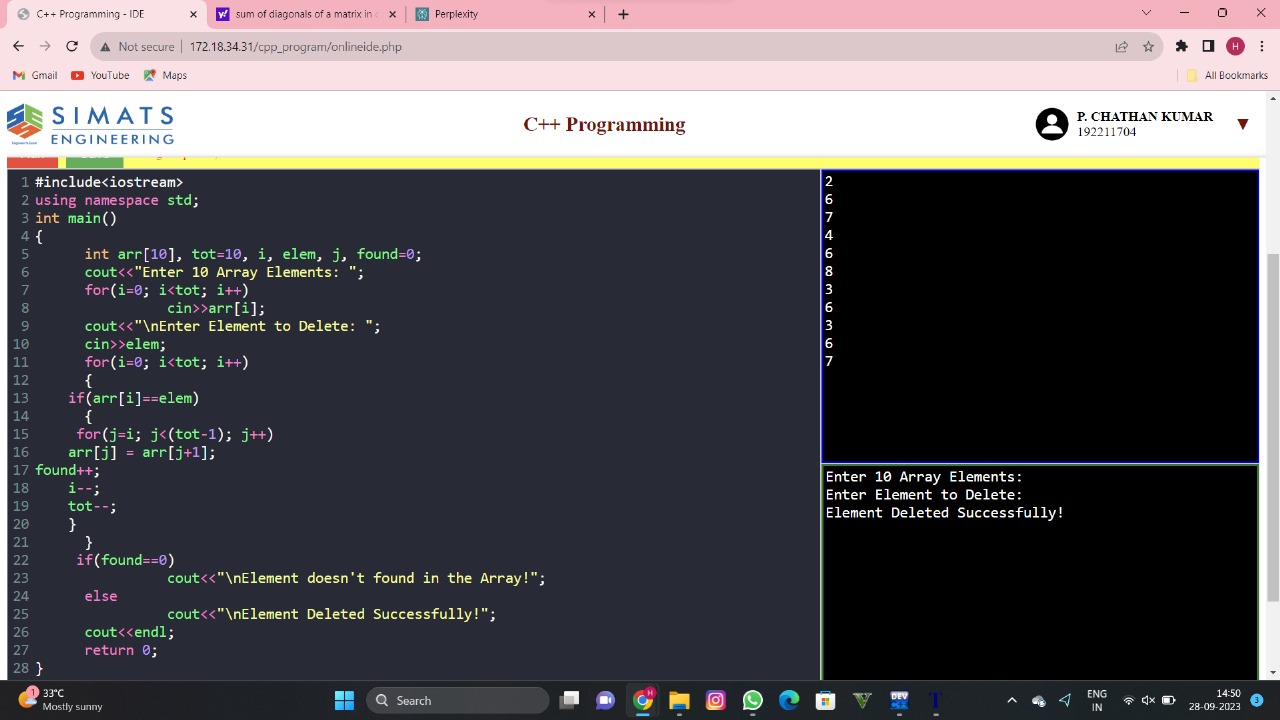 C++ Programming - IDE
sum of diagonals of a matrix in c
Perplexity
Not secure | 172.18.34.31/cpp_program/onlineide.php
H
Gmail
YouTube
Maps
All Bookmarks
SIMATS
ENGINEERING
C++ Programming
P. CHATHAN KUMAR
192211704
1 #include<iostream>
2 using namespace std;
3 int main()
4 {
5 int arr[10], tot=10, i, elem, j, found=0;
6 cout<<"Enter 10 Array Elements: ";
7 for(i=0; i<tot; i++)
8 cin>>arr[i];
9 cout<<"\nEnter Element to Delete: ";
10 cin>>elem;
11 for(i=0; i<tot; i++)
12 {
13 if(arr[i]==elem)
14 {
15 for(j=i; j<(tot-1); j++)
16 arr[j] = arr[j+1];
17 found++;
18 i--;
19 tot--;
20 }
21 }
22 if(found==0)
23 cout<<"\nElement doesn't found in the Array!";
24 else
25 cout<<"\nElement Deleted Successfully!";
26 cout<<endl;
27 return 0;
28 }
2
6
7
4
6
8
3
6
3
6
7
Enter 10 Array Elements:
Enter Element to Delete:
Element Deleted Successfully!
1
33°C
Mostly sunny
Search
H
DEV
T
ENG
IN
14:50
28-09-2023
3